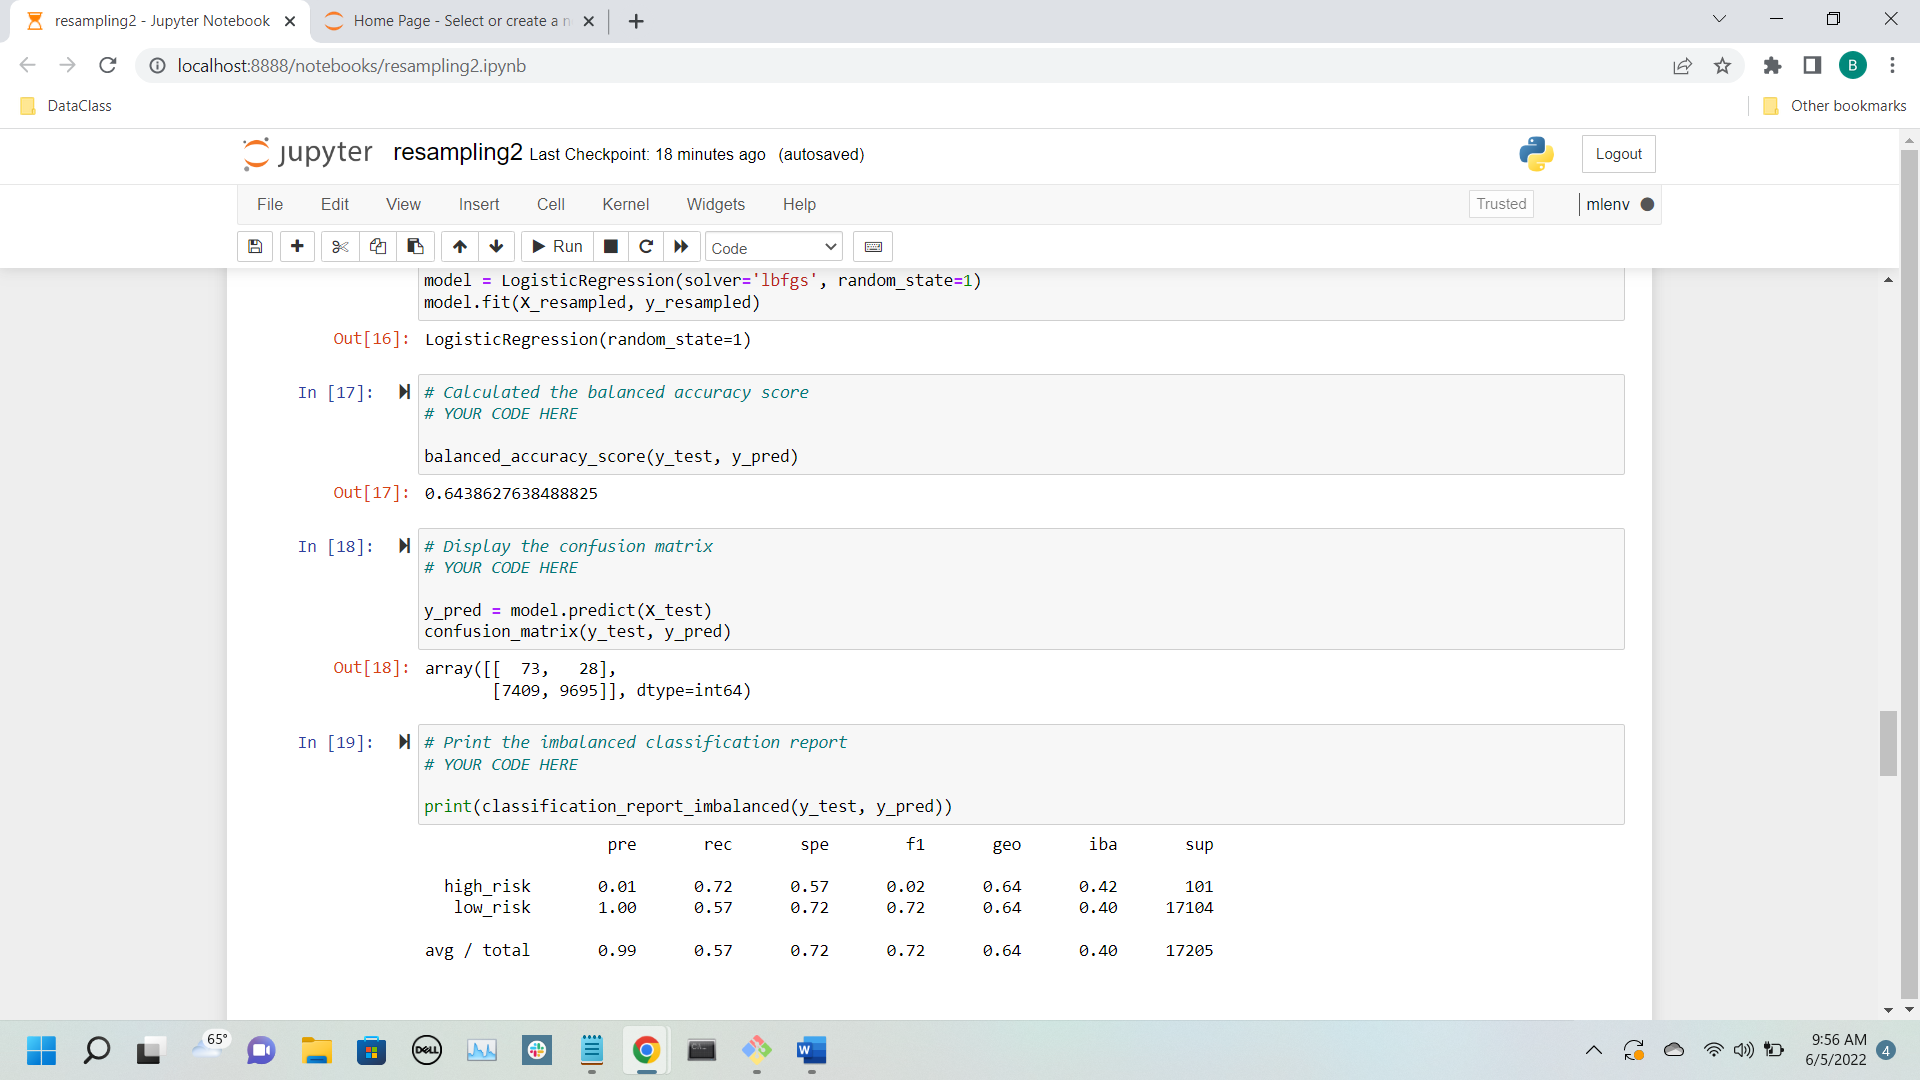 resampling2 - Jupyter Notebook
Home Page - Select or create a n
localhost:8888/notebooks/resampling2.ipynb
B
DataClass
Other bookmarks
jupyter resampling2 Last Checkpoint: 18 minutes ago (autosaved)
Logout
File Edit View Insert Cell Kernel Widgets Help
Trusted
mlenv
Run
Code
model = LogisticRegression(solver='lbfgs', random_state=1)
model.fit(X_resampled, y_resampled)
Out[16]: LogisticRegression(random_state=1)
In [17]: # Calculated the balanced accuracy score
# YOUR CODE HERE
balanced_accuracy_score(y_test, y_pred)
Out[17]: 0.6438627638488825
In [18]: # Display the confusion matrix
# YOUR CODE HERE
y_pred = model.predict(X_test)
confusion_matrix(y_test, y_pred)
Out[18]: array([[ 73, 28],
[7409, 9695]], dtype=int64)
In [19]: # Print the imbalanced classification report
# YOUR CODE HERE
print(classification_report_imbalanced(y_test, y_pred))
pre rec spe f1 geo iba sup
high_risk 0.01 0.72 0.57 0.02 0.64 0.42 101
low_risk 1.00 0.57 0.72 0.72 0.64 0.40 17104
avg / total 0.99 0.57 0.72 0.72 0.64 0.40 17205
65°
DELL
W
9:56 AM
6/5/2022
4